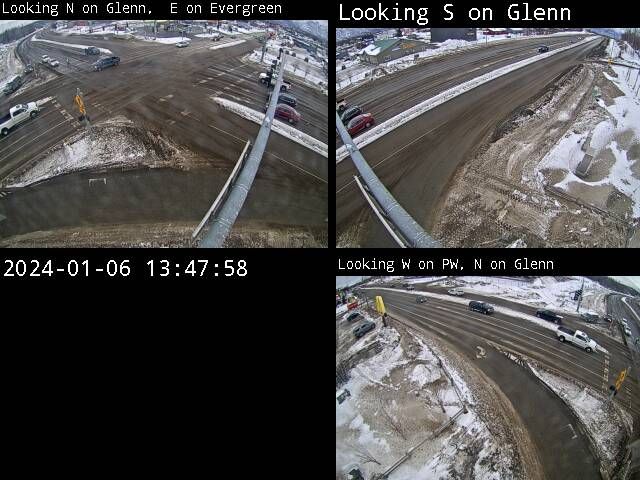 Looking N on Glenn,  E on Evergreen
Looking S on Glenn
2024-01-06 13:47:58
Looking W on PW, N on Glenn